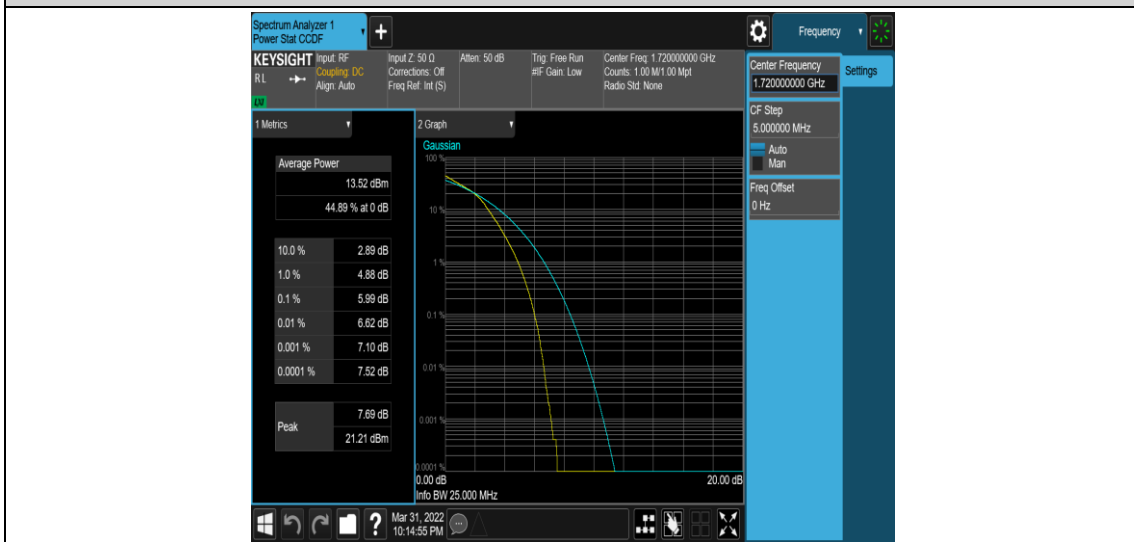 Spectrum Analyzer 1
Power Stat CCDF
+
Frequency
KEYSIGHT
RL
LXI
Input: RF
Coupling: DC
Align: Auto
Input Z: 50 Ω
Corrections: Off
Freq Ref: Int (S)
Atten: 50 dB
Trig: Free Run
#IF Gain: Low
Center Freq: 1.720000000 GHz
Counts: 1.00 M/1.00 Mpt
Radio Std: None
Center Frequency
1.720000000 GHz
Settings
CF Step
5.000000 MHz
Auto
Man
Freq Offset
0 Hz
1 Metrics
Average Power
13.52 dBm
44.89 % at 0 dB
10.0 % 2.89 dB
1.0 % 4.88 dB
0.1 % 5.99 dB
0.01 % 6.62 dB
0.001 % 7.10 dB
0.0001 % 7.52 dB
Peak
7.69 dB
21.21 dBm
2 Graph
Gaussian
100 %
10 %
1 %
0.1 %
0.01 %
0.001 %
0.0001 %
0.00 dB 20.00 dB
Info BW 25.000 MHz
?
Mar 31, 2022
10:14:55 PM